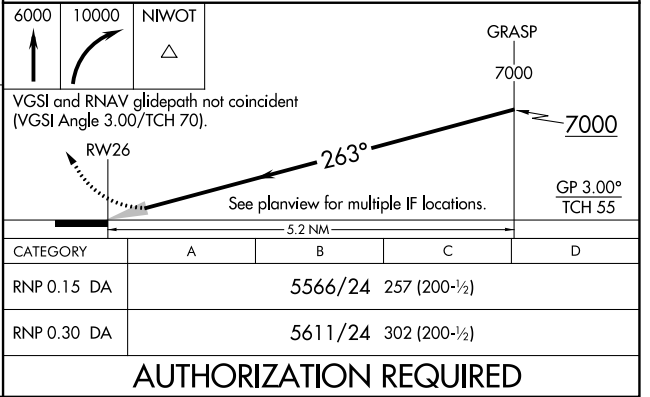 6000 10000 NIWOT
GRASP
7000
VGSI and RNAV glidepath not coincident
(VGSI Angle 3.00/TCH 70).
7000
RW26
263°
GP 3.00°
TCH 55
See planview for multiple IF locations.
5.2 NM
CATEGORY A B C D
RNP 0.15 DA 5566/24 257 (200-½)
RNP 0.30 DA 5611/24 302 (200-½)
AUTHORIZATION REQUIRED